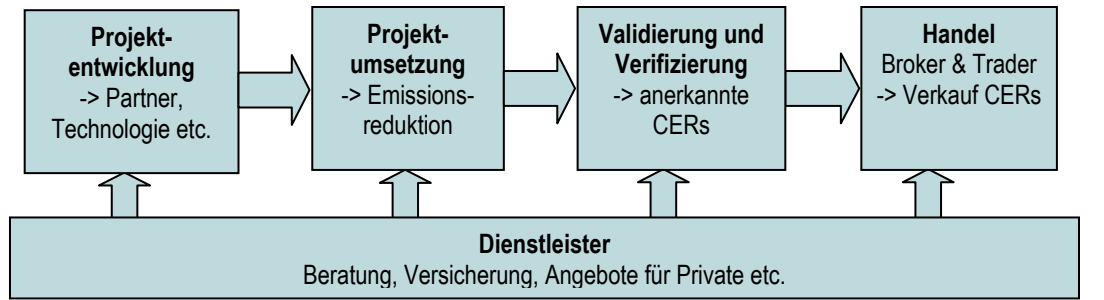 Projekt-
entwicklung
-> Partner,
Technologie etc.
Projekt-
umsetzung
-> Emissions-
reduktion
Validierung und
Verifizierung
-> anerkannte
CERs
Handel
Broker & Trader
-> Verkauf CERs
Dienstleister
Beratung, Versicherung, Angebote für Private etc.